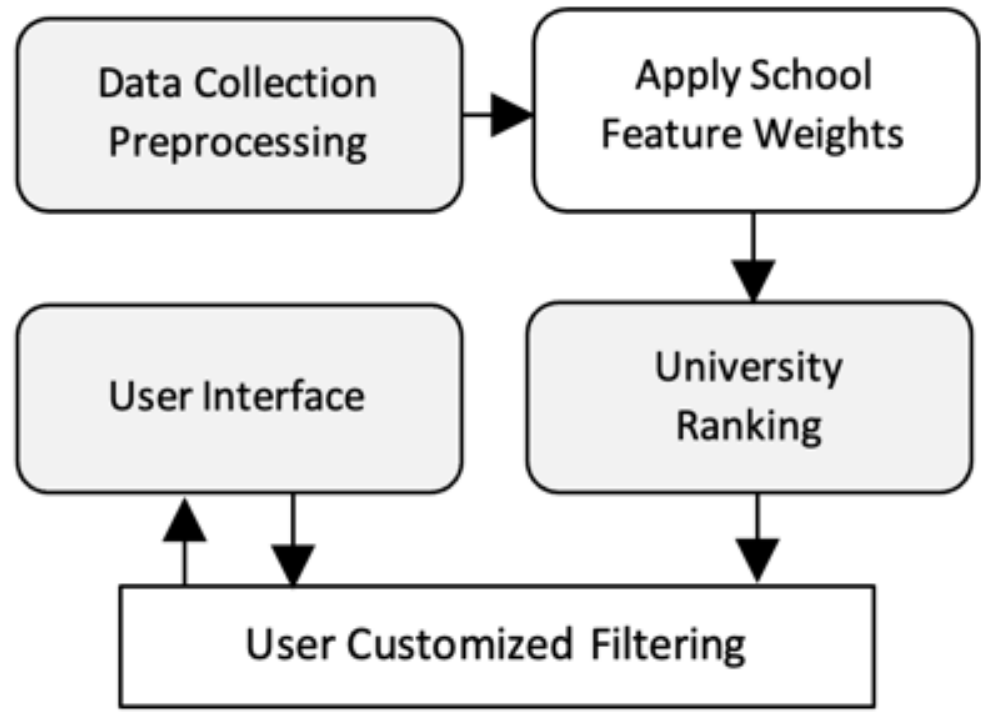 Data Collection
Preprocessing
Apply School
Feature Weights
User Interface
University
Ranking
User Customized Filtering